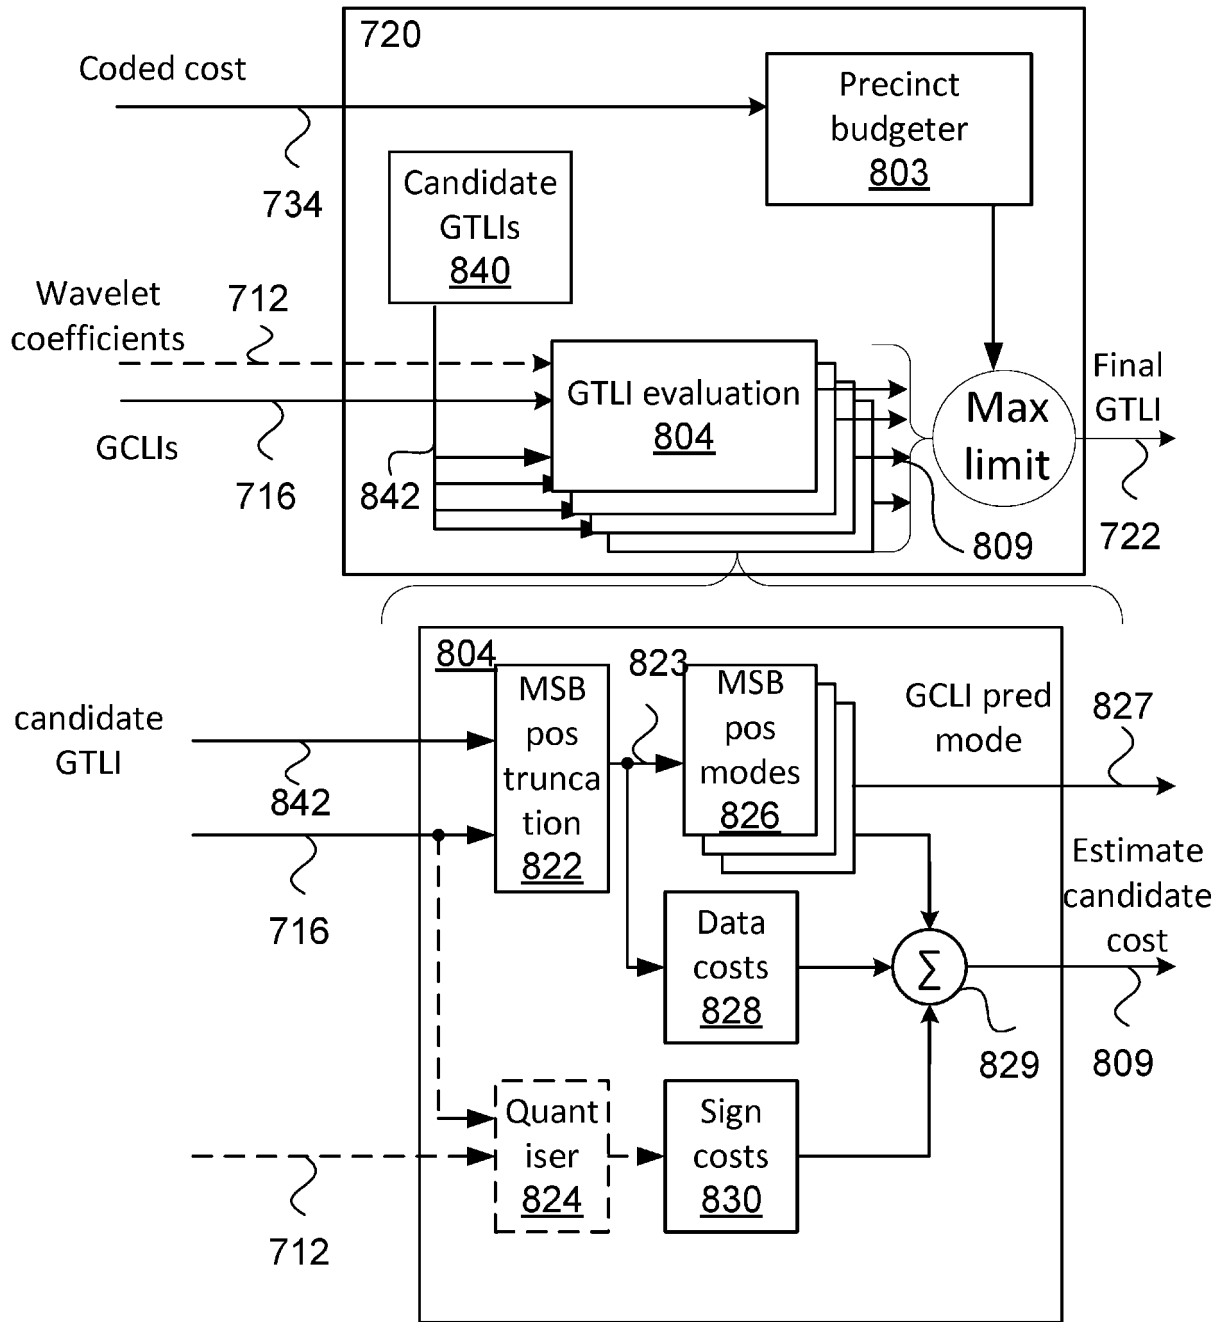 720
Coded cost
Precinct
budgeter
803
734
Candidate
GTLIs
840
Wavelet
coefficients
712
GTLI evaluation
804
Max
limit
Final
GTLI
GCLIs
716
842
809
722
804
823
MSB
pos
trunca
tion
822
MSB
pos
modes
826
GCLI pred
mode
827
candidate
GTLI
842
716
Estimate
candidate
cost
Data
costs
828
Σ
829
809
Quant
iser
824
Sign
costs
830
712